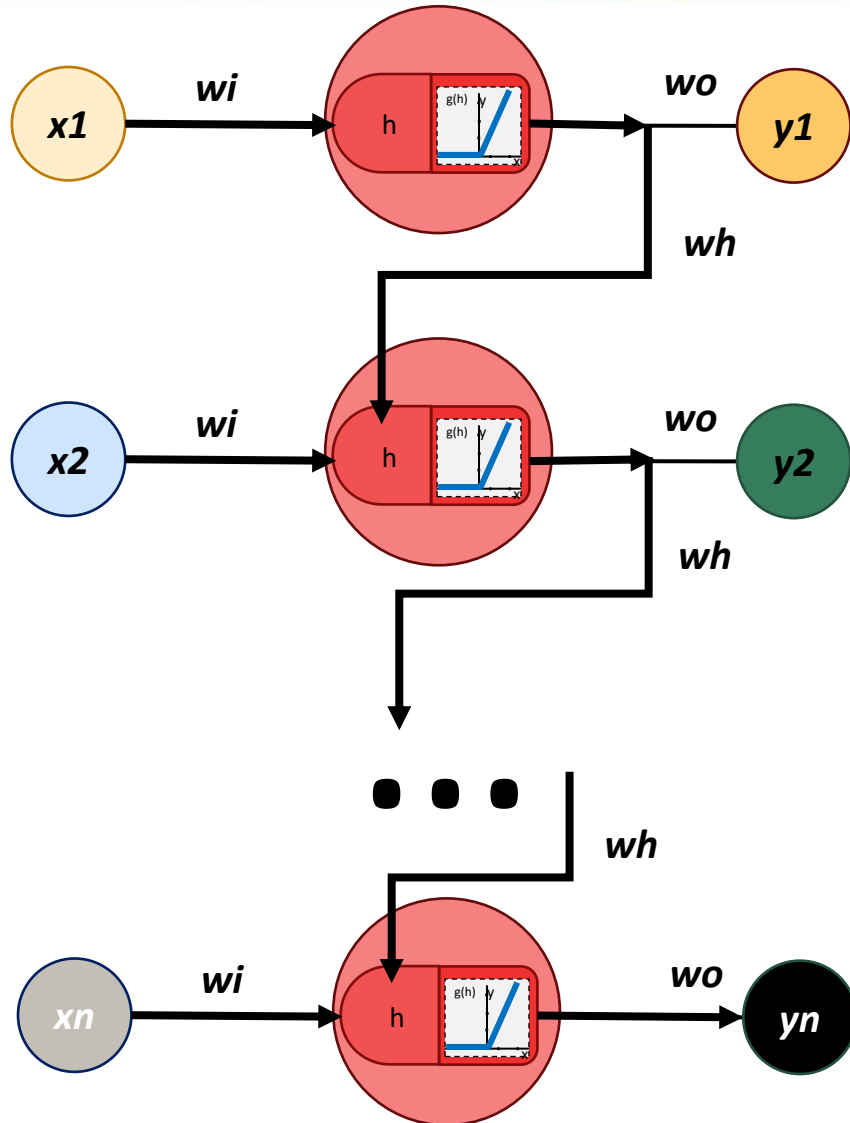 x1 wi h g(h) y x wo y1
wh
x2 wi h g(h) y x wo y2
wh
wh
xn wi h g(h) y x wo yn